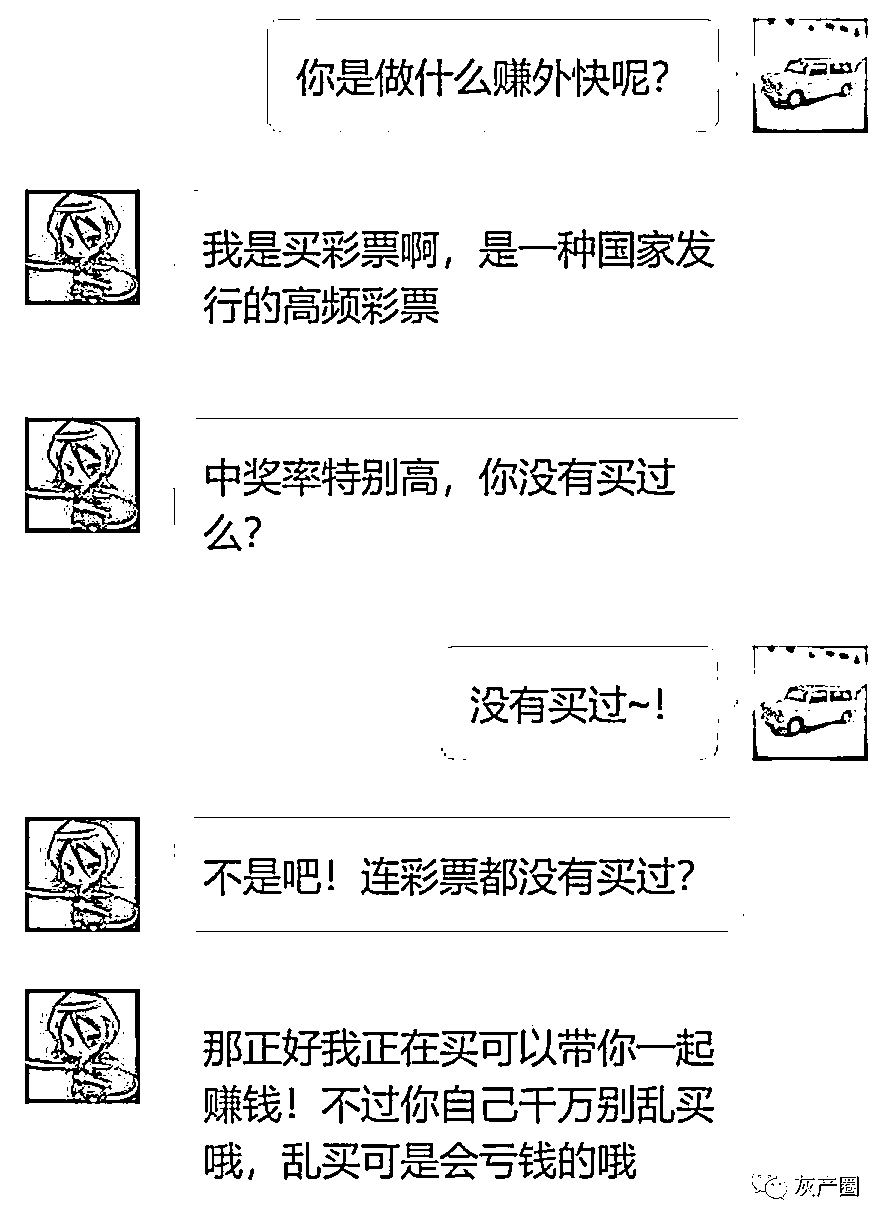 你是做什么赚外快呢？
我是买彩票啊，是一种国家发
行的高频彩票
中奖率特别高，你没有买过
么？
没有买过~！
不是吧！连彩票都没有买过？
那正好我正在买可以带你一起
赚钱！不过你自己千万别乱买
哦，乱买可是会亏钱的哦
灰产圈